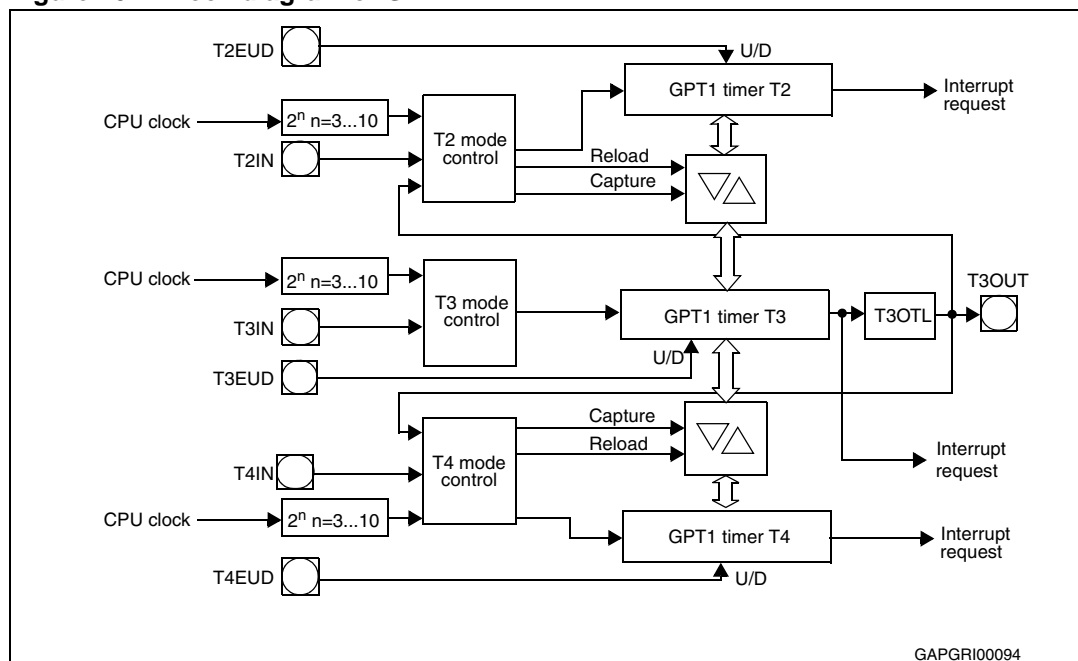 T2EUD
U/D
GPT1 timer T2
Interrupt
request
CPU clock
2ⁿ n=3...10
T2 mode
control
T2IN
Reload
Capture
CPU clock
2ⁿ n=3...10
T3 mode
control
T3IN
GPT1 timer T3
T3OTL
T3OUT
U/D
T3EUD
Capture
Reload
T4 mode
control
T4IN
Interrupt
request
CPU clock
2ⁿ n=3...10
GPT1 timer T4
Interrupt
request
T4EUD
U/D
GAPGRI00094